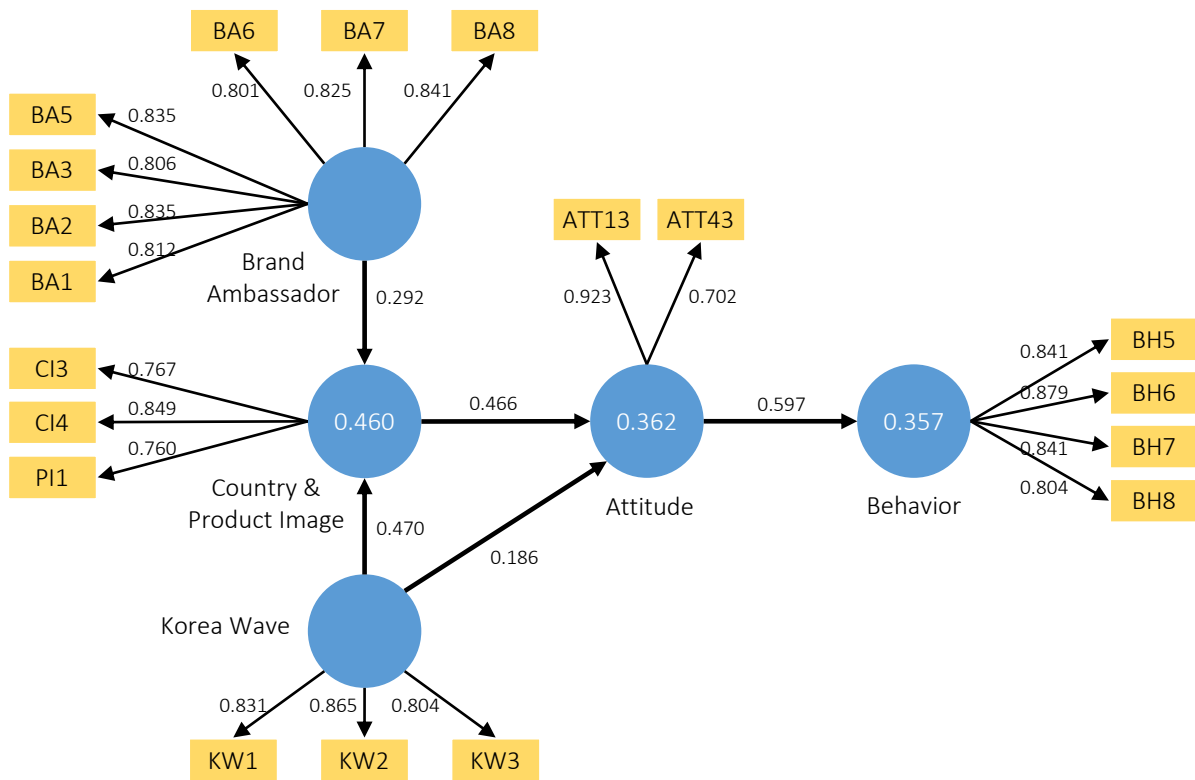 BA6
BA7
BA8
0.801
0.825
0.841
BA5
0.835
BA3
0.806
BA2
0.835
BA1
0.812
Brand
Ambassador
0.292
ATT13
ATT43
0.923
0.702
CI3
0.767
CI4
0.849
PI1
0.760
0.460
Country &
Product Image
0.466
0.362
Attitude
0.597
0.357
Behavior
0.841
BH5
0.879
BH6
0.841
BH7
0.804
BH8
0.470
0.186
Korea Wave
0.831
0.865
0.804
KW1
KW2
KW3